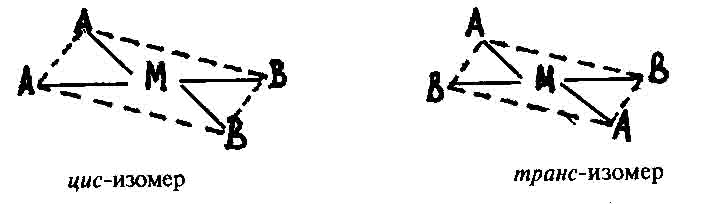 A
A M B
B
цис-изомер
A
B M B
A
транс-изомер